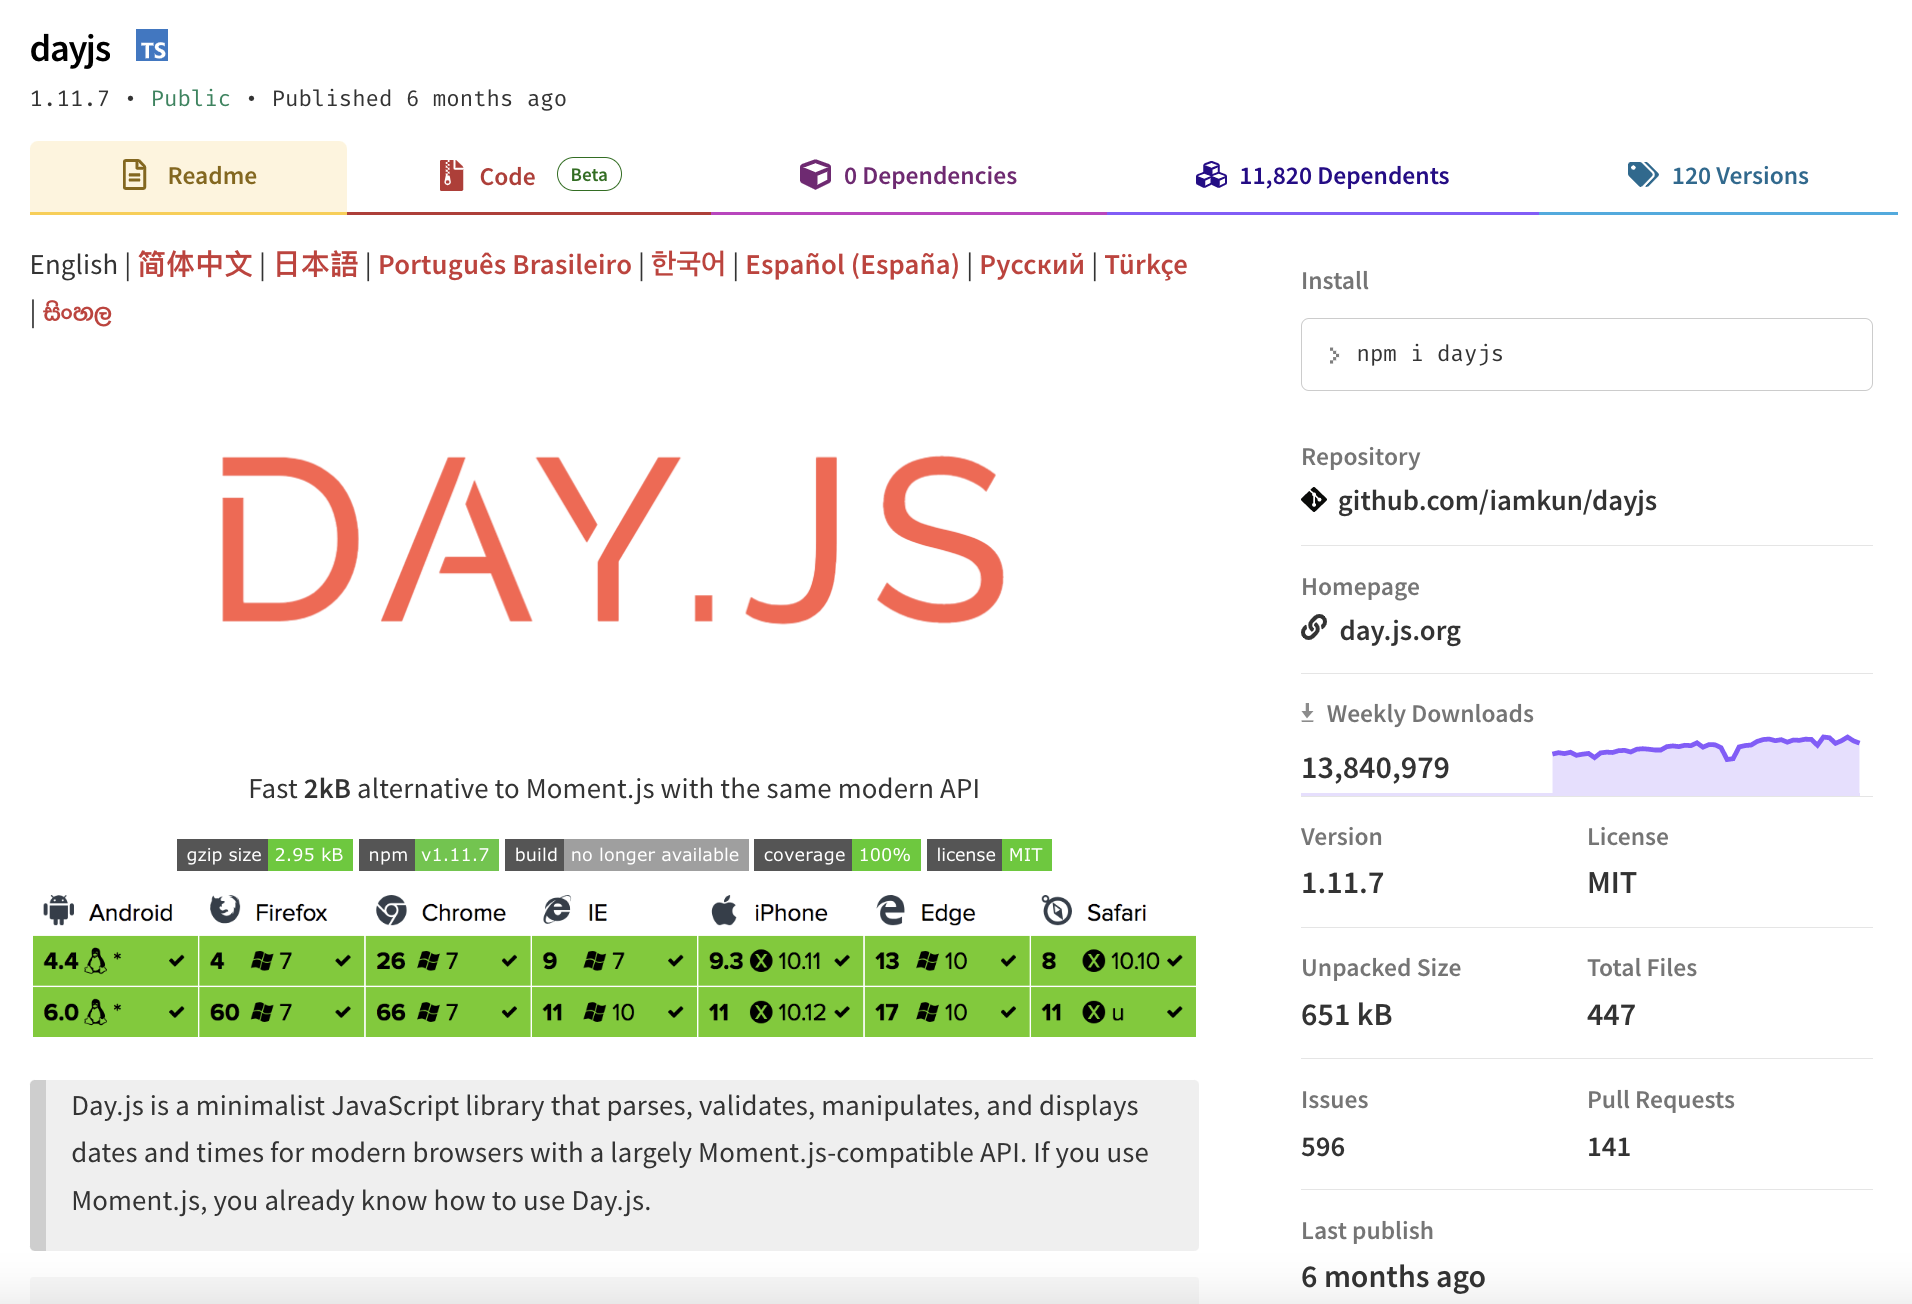 dayjs TS
1.11.7 • Public • Published 6 months ago
Readme
Code Beta
0 Dependencies
11,820 Dependents
120 Versions
English | 简体中文 | 日本語 | Português Brasileiro | 한국어 | Español (España) | Русский | Türkçe
| සිංහල
DAY.JS
Fast 2kB alternative to Moment.js with the same modern API
gzip size 2.95 kB npm v1.11.7 build no longer available coverage 100% license MIT
Android Firefox Chrome IE iPhone Edge Safari
4.4 * 4 7 26 7 9 7 9.3 X 10.11 13 10 8 X 10.10
6.0 * 60 7 66 7 11 10 11 X 10.12 17 10 11 X u
Day.js is a minimalist JavaScript library that parses, validates, manipulates, and displays
dates and times for modern browsers with a largely Moment.js-compatible API. If you use
Moment.js, you already know how to use Day.js.
Install
npm i dayjs
Repository
github.com/iamkun/dayjs
Homepage
day.js.org
Weekly Downloads
13,840,979
Version
1.11.7
License
MIT
Unpacked Size
651 kB
Total Files
447
Issues
596
Pull Requests
141
Last publish
6 months ago